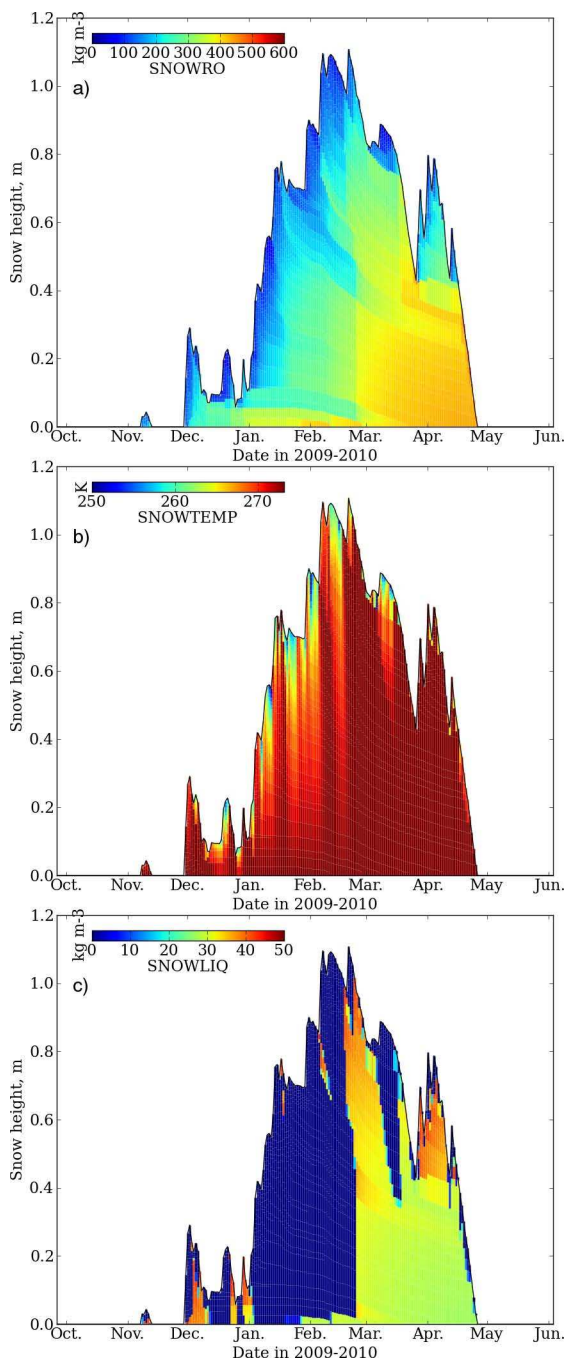 kg m-3
0 100 200 300 400 500 600
SNOWRO
a)
1.2
1.0
0.8
0.6
0.4
0.2
0.0
Snow height, m
Oct. Nov. Dec. Jan. Feb. Mar. Apr. May Jun.
Date in 2009-2010
K
250 260 270
SNOWTEMP
b)
1.2
1.0
0.8
0.6
0.4
0.2
0.0
Snow height, m
Oct. Nov. Dec. Jan. Feb. Mar. Apr. May Jun.
Date in 2009-2010
kg m-3
0 10 20 30 40 50
SNOWLIQ
c)
1.2
1.0
0.8
0.6
0.4
0.2
0.0
Snow height, m
Oct. Nov. Dec. Jan. Feb. Mar. Apr. May Jun.
Date in 2009-2010